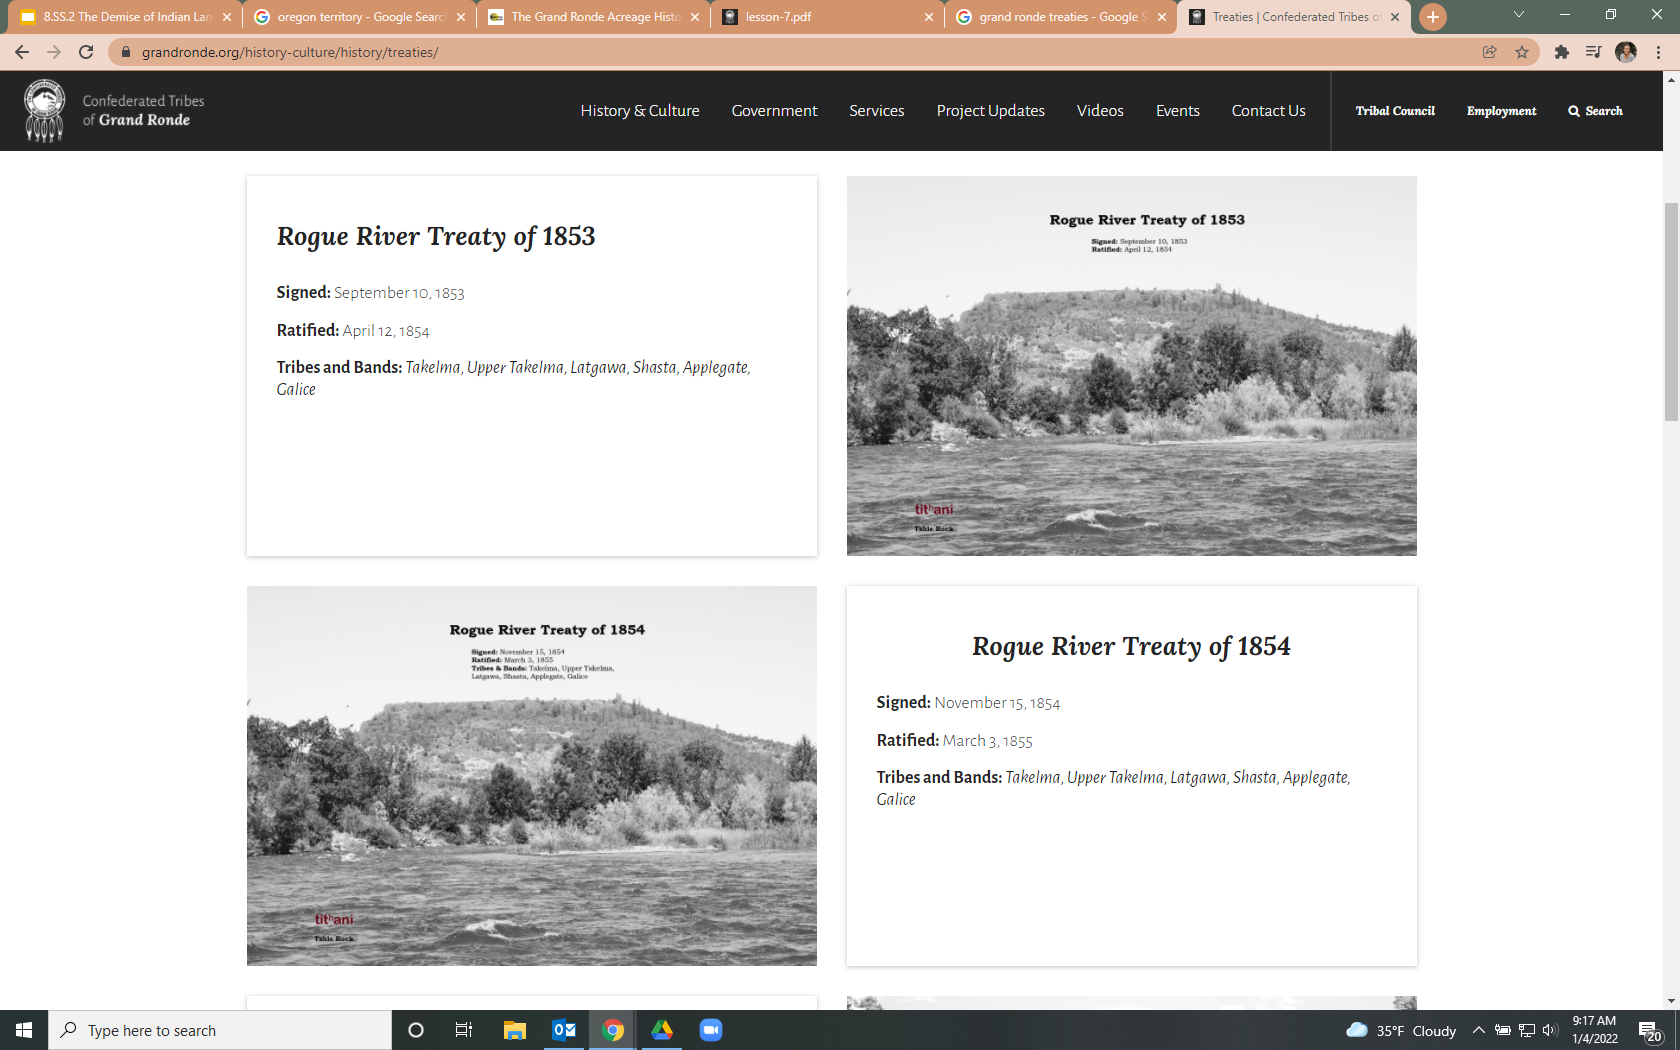 8.SS.2 The Demise of Indian Lan
oregon territory - Google Searc
The Grand Ronde Acreage Histo
lesson-7.pdf
grand ronde treaties - Google S
Treaties | Confederated Tribes of
grandronde.org/history-culture/history/treaties/
Confederated Tribes
of Grand Ronde
History & Culture
Government
Services
Project Updates
Videos
Events
Contact Us
Tribal Council
Employment
Search
Rogue River Treaty of 1853
Signed: September 10, 1853
Ratified: April 12, 1854
Tribes and Bands: Takelma, Upper Takelma, Latgawa, Shasta, Applegate,
Galice
Rogue River Treaty of 1853
Signed: September 10, 1853
Ratified: April 12, 1854
titʰani
Table Rock
Rogue River Treaty of 1854
Signed: November 15, 1854
Ratified: March 3, 1855
Tribes & Bands: Takelma, Upper Takelma,
Latgawa, Shasta, Applegate, Galice
titʰani
Table Rock
Rogue River Treaty of 1854
Signed: November 15, 1854
Ratified: March 3, 1855
Tribes and Bands: Takelma, Upper Takelma, Latgawa, Shasta, Applegate,
Galice
Type here to search
35°F Cloudy
9:17 AM
1/4/2022
20